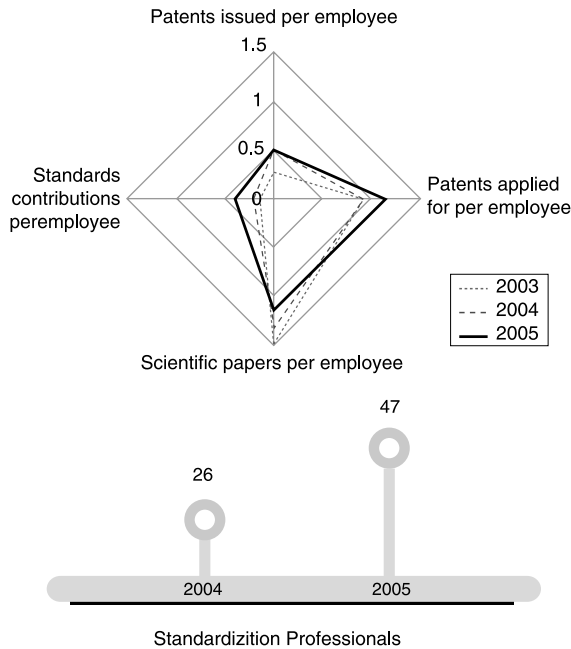 Patents issued per employee
1.5
1
0.5
0
Standards
contributions
peremployee
Patents applied
for per employee
2003
2004
2005
Scientific papers per employee
47
26
2004
2005
Standardizition Professionals